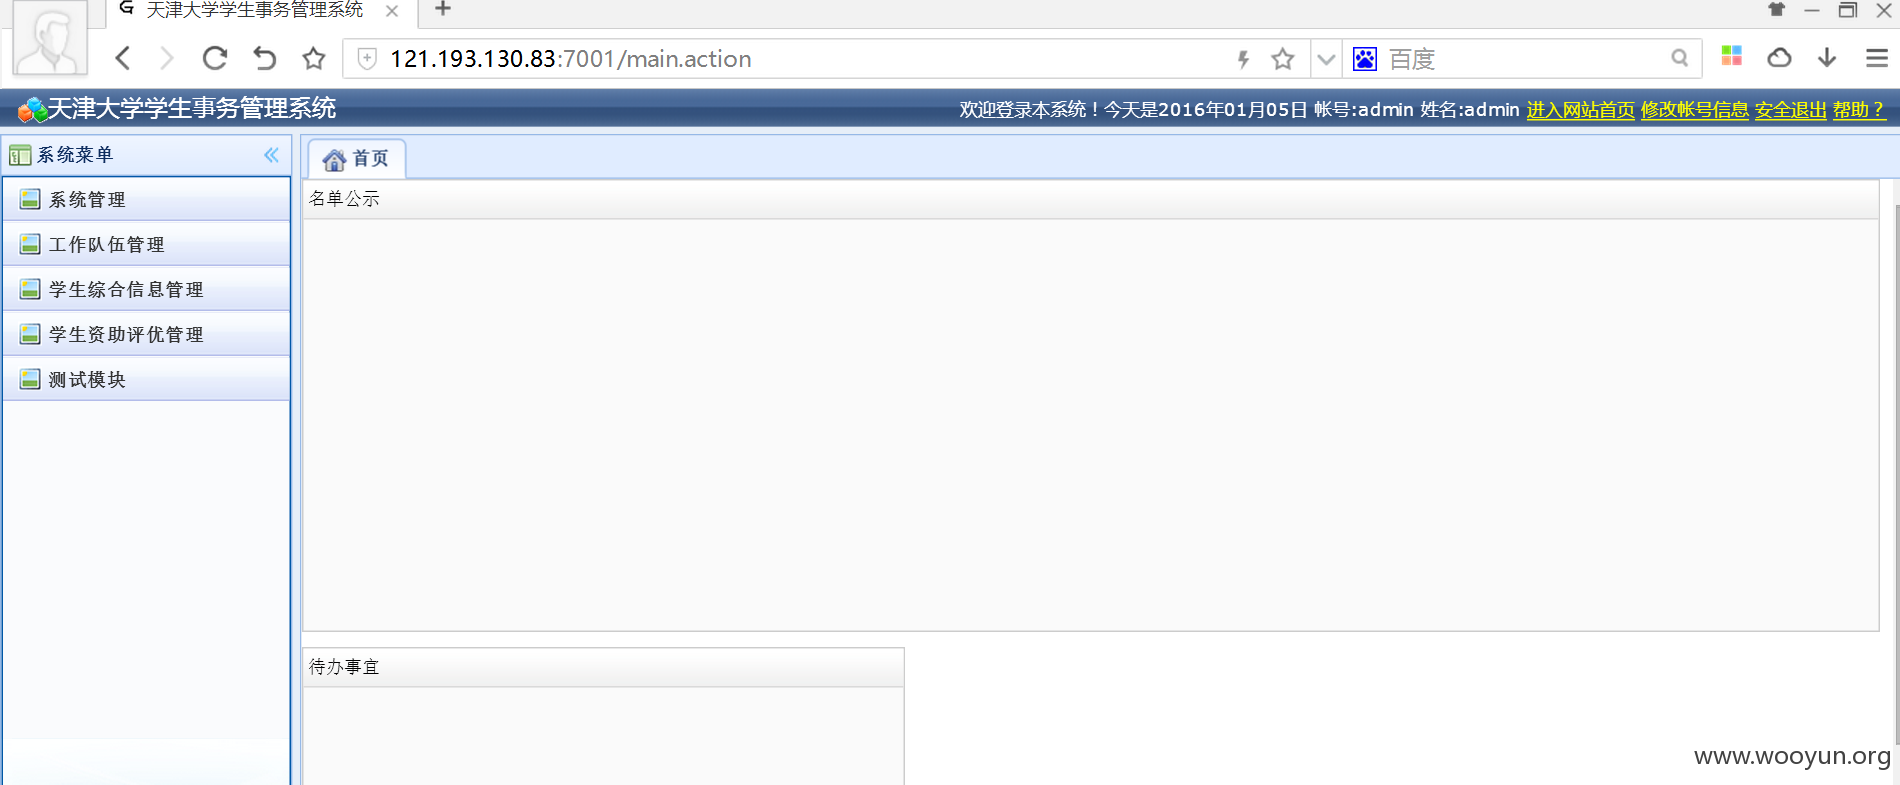 天津大学学生事务管理系统
121.193.130.83:7001/main.action
百度
天津大学学生事务管理系统
欢迎登录本系统！今天是2016年01月05日 帐号:admin 姓名:admin 进入网站首页 修改帐号信息 安全退出 帮助？
系统菜单
首页
系统管理
工作队伍管理
学生综合信息管理
学生资助评优管理
测试模块
名单公示
待办事宜
www.wooyun.org